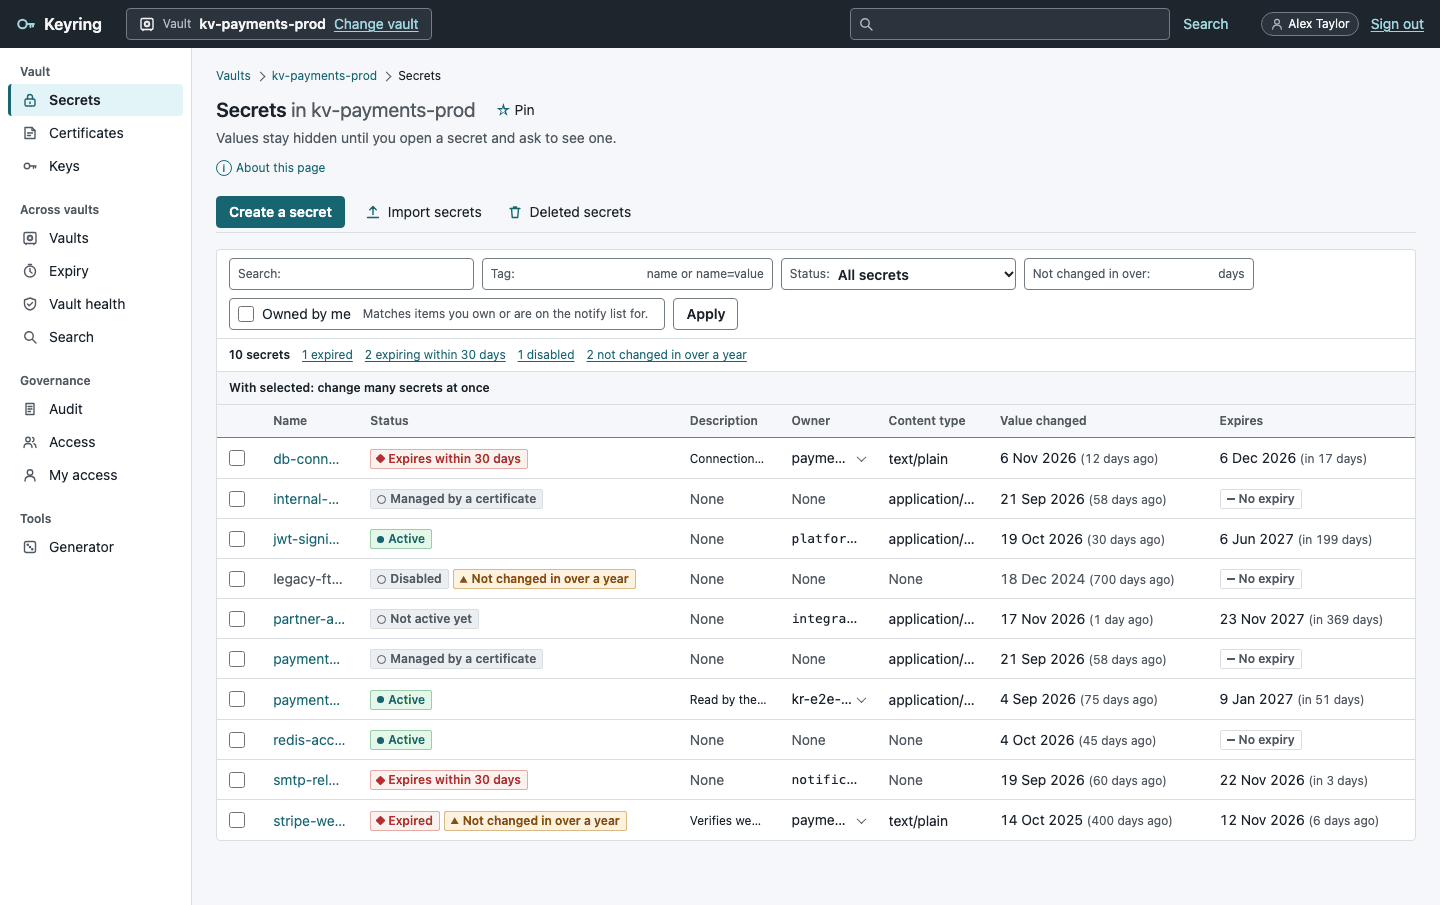 Keyring
Vault kv-payments-prod Change vault
Search
Alex Taylor
Sign out
Vault
Secrets
Certificates
Keys
Across vaults
Vaults
Expiry
Vault health
Search
Governance
Audit
Access
My access
Tools
Generator
Vaults > kv-payments-prod > Secrets
Secrets in kv-payments-prod
Pin
Values stay hidden until you open a secret and ask to see one.
About this page
Create a secret
Import secrets
Deleted secrets
Search:
Tag: name or name=value
Status: All secrets
Not changed in over: days
Owned by me Matches items you own or are on the notify list for.
Apply
10 secrets 1 expired 2 expiring within 30 days 1 disabled 2 not changed in over a year
With selected: change many secrets at once
Name Status Description Owner Content type Value changed Expires
db-conn... Expires within 30 days Connection... payme... text/plain 6 Nov 2026 (12 days ago) 6 Dec 2026 (in 17 days)
internal-... Managed by a certificate None None application/... 21 Sep 2026 (58 days ago) No expiry
jwt-signi... Active None platfor... application/... 19 Oct 2026 (30 days ago) 6 Jun 2027 (in 199 days)
legacy-ft... Disabled Not changed in over a year None None None 18 Dec 2024 (700 days ago) No expiry
partner-a... Not active yet None integra... application/... 17 Nov 2026 (1 day ago) 23 Nov 2027 (in 369 days)
payment... Managed by a certificate None None application/... 21 Sep 2026 (58 days ago) No expiry
payment... Active Read by the... kr-e2e-... application/... 4 Sep 2026 (75 days ago) 9 Jan 2027 (in 51 days)
redis-acc... Active None None None 4 Oct 2026 (45 days ago) No expiry
smtp-rel... Expires within 30 days None notific... None 19 Sep 2026 (60 days ago) 22 Nov 2026 (in 3 days)
stripe-we... Expired Not changed in over a year Verifies we... payme... text/plain 14 Oct 2025 (400 days ago) 12 Nov 2026 (6 days ago)